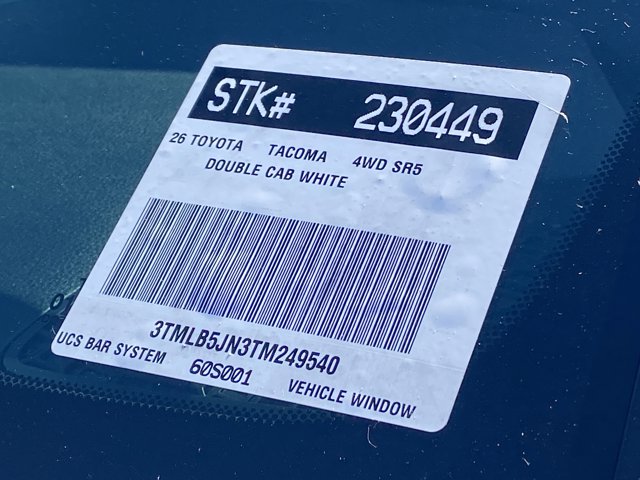 STK# 230449
26 TOYOTA TACOMA 4WD SR5
DOUBLE CAB WHITE
3TMLB5JN3TM249540
UCS BAR SYSTEM 60S001 VEHICLE WINDOW